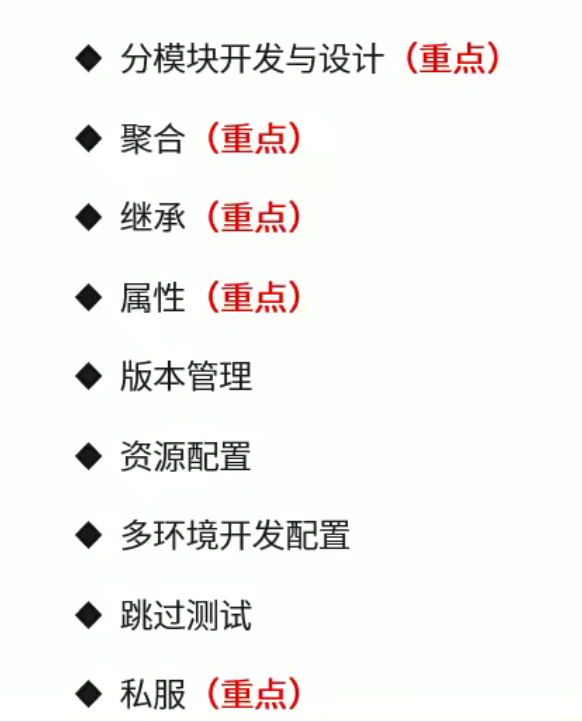 ◆ 分模块开发与设计（重点）
◆ 聚合（重点）
◆ 继承（重点）
◆ 属性（重点）
◆ 版本管理
◆ 资源配置
◆ 多环境开发配置
◆ 跳过测试
◆ 私服（重点）